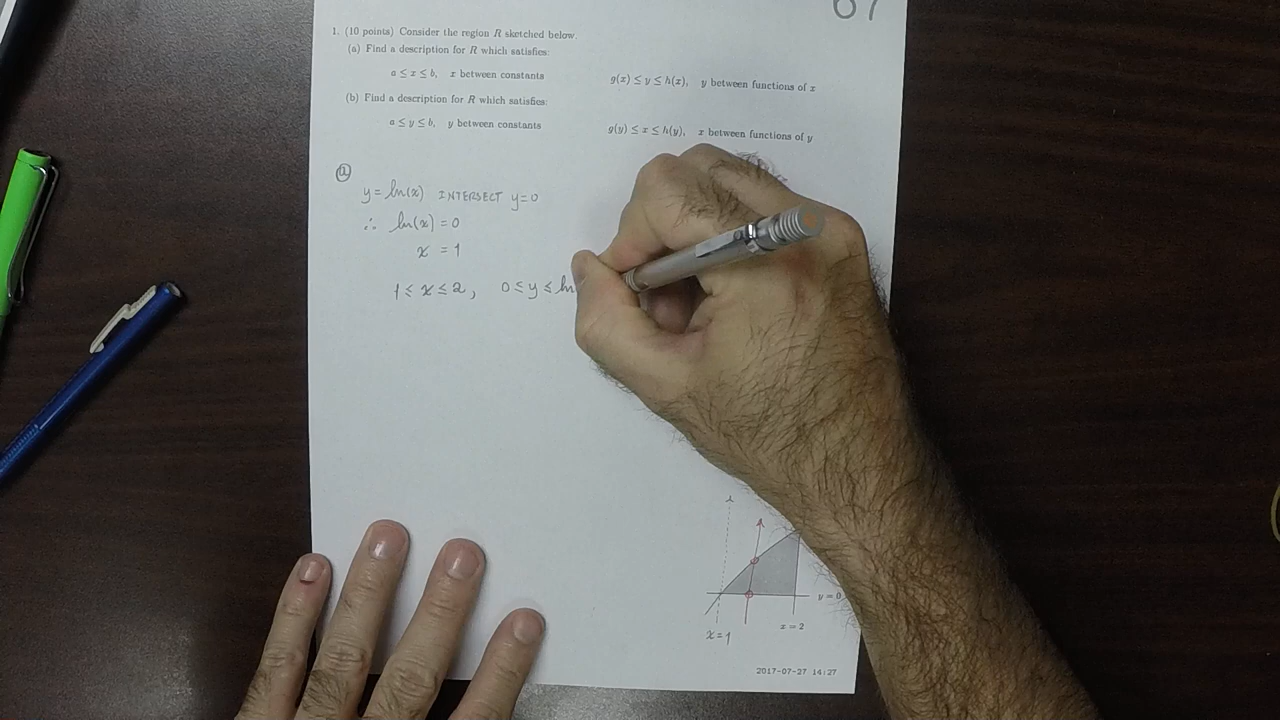 67
1. (10 points) Consider the region R sketched below.
(a) Find a description for R which satisfies:
a ≤ x ≤ b, x between constants g(x) ≤ y ≤ h(x), y between functions of x
(b) Find a description for R which satisfies:
a ≤ y ≤ b, y between constants g(y) ≤ x ≤ h(y), x between functions of y
ⓐ
y = ln(x) INTERSECT y=0
∴ ln(x) = 0
x = 1
1 ≤ x ≤ 2, 0 ≤ y ≤ ln
y = 0
x = 2
x = 1
2017-07-27 14:27